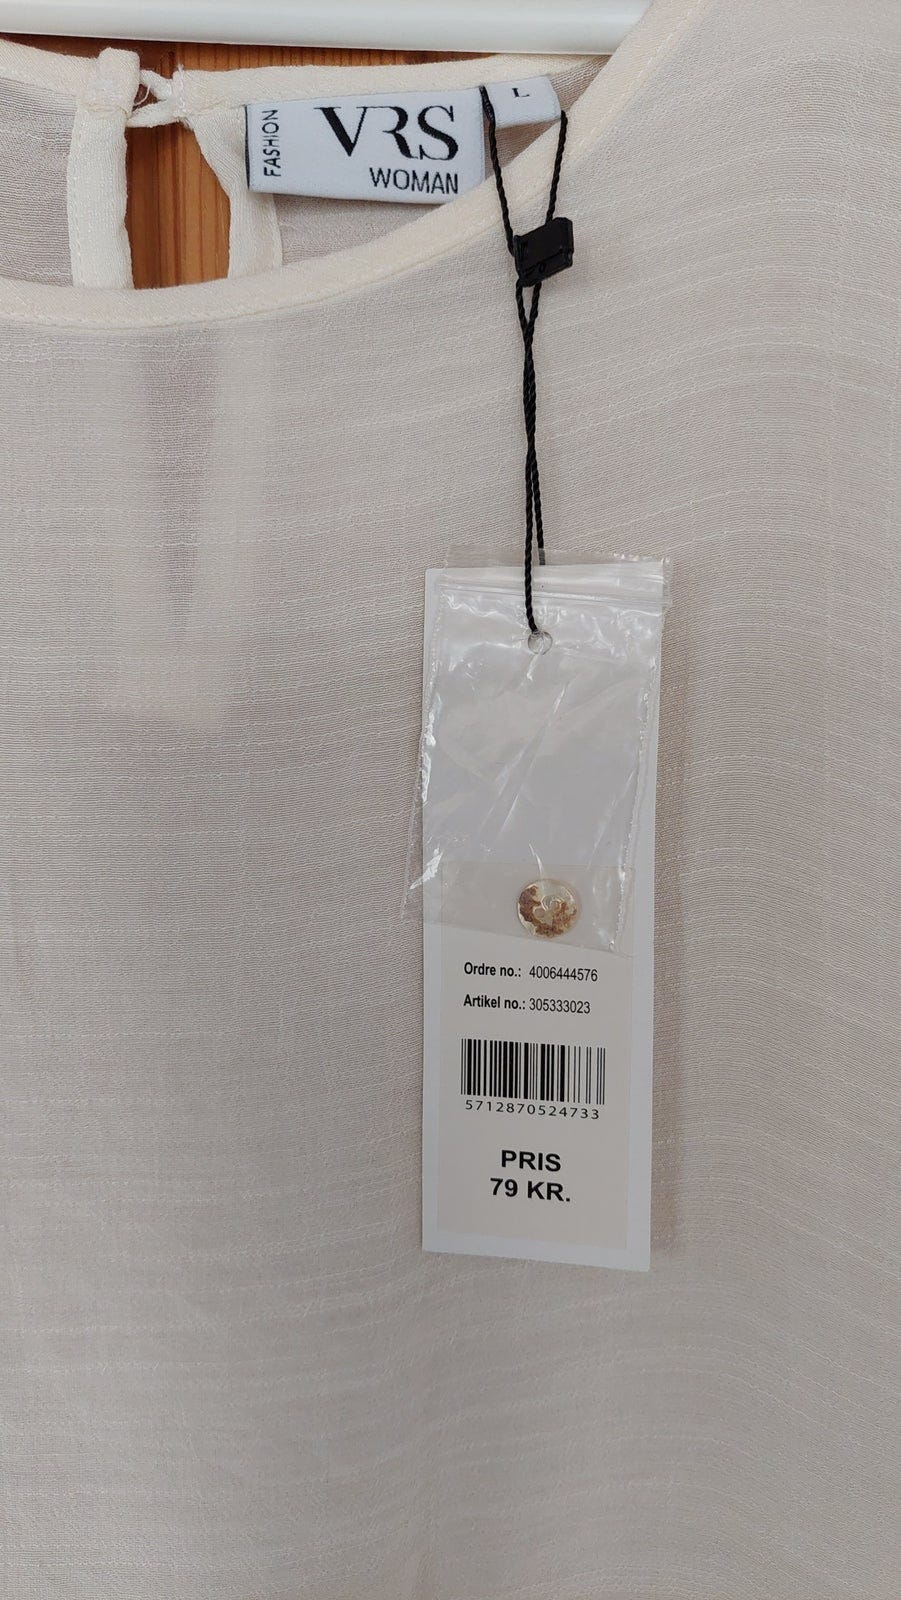 FASHION
VRS
WOMAN
L
Ordre no.: 4006444576
Artikel no.: 305333023
5712870524733
PRIS
79 KR.